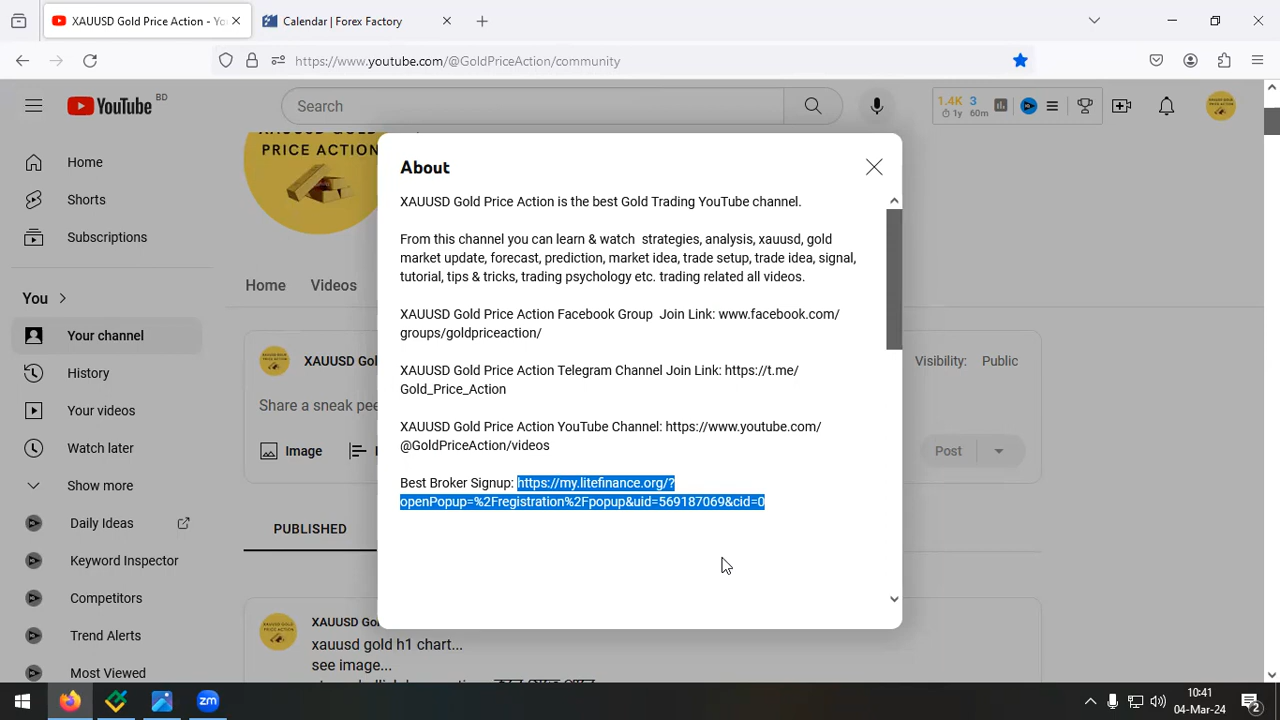 XAUUSD Gold Price Action - Yo
Calendar | Forex Factory
https://www.youtube.com/@GoldPriceAction/community
YouTube BD
Search
1.4K 3
1y 60m
XAUUSD GOLD
PRICE ACTION
Home
Shorts
Subscriptions
You
Your channel
History
Your videos
Watch later
Show more
Daily Ideas
Keyword Inspector
Competitors
Trend Alerts
Most Viewed
Home Videos
XAUUSD Gol
Visibility: Public
Share a sneak pee
Image
Post
PUBLISHED
XAUUSD Go
xauusd gold h1 chart...
see image...
About
XAUUSD Gold Price Action is the best Gold Trading YouTube channel.
From this channel you can learn & watch strategies, analysis, xauusd, gold
market update, forecast, prediction, market idea, trade setup, trade idea, signal,
tutorial, tips & tricks, trading psychology etc. trading related all videos.
XAUUSD Gold Price Action Facebook Group Join Link: www.facebook.com/
groups/goldpriceaction/
XAUUSD Gold Price Action Telegram Channel Join Link: https://t.me/
Gold_Price_Action
XAUUSD Gold Price Action YouTube Channel: https://www.youtube.com/
@GoldPriceAction/videos
Best Broker Signup: https://my.litefinance.org/?
openPopup=%2Fregistration%2Fpopup&uid=569187069&cid=0
zm
10:41
04-Mar-24
2